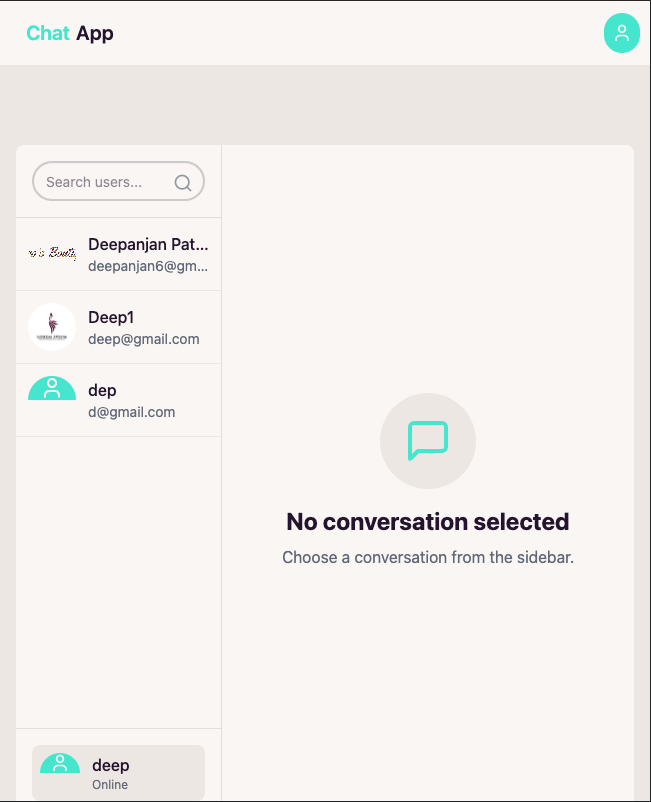 Chat App
Search users...
Deepanjan Pat...
deepanjan6@gm...
Deep1
deep@gmail.com
dep
d@gmail.com
No conversation selected
Choose a conversation from the sidebar.
deep
Online